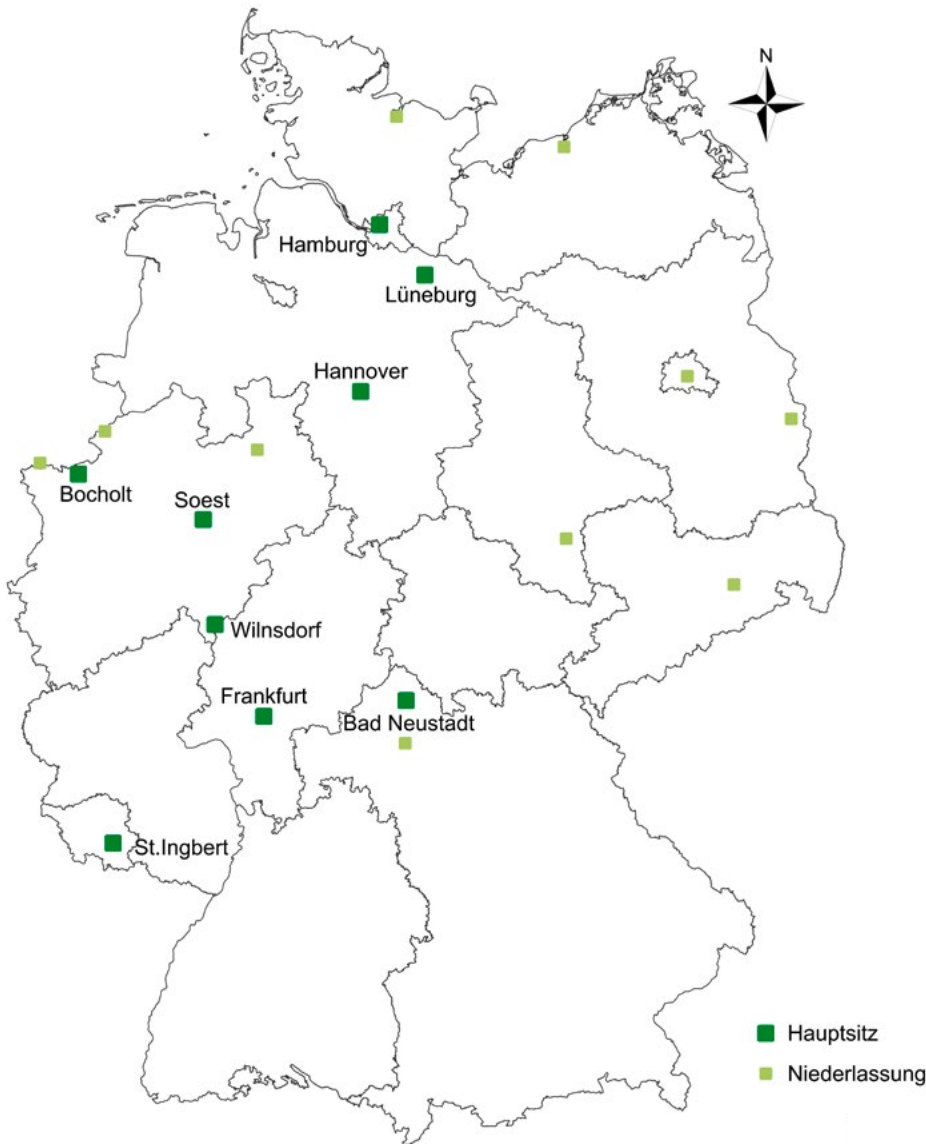 N
Hamburg
Lüneburg
Hannover
Bocholt
Soest
Wilnsdorf
Frankfurt
Bad Neustadt
St.Ingbert
Hauptsitz
Niederlassung